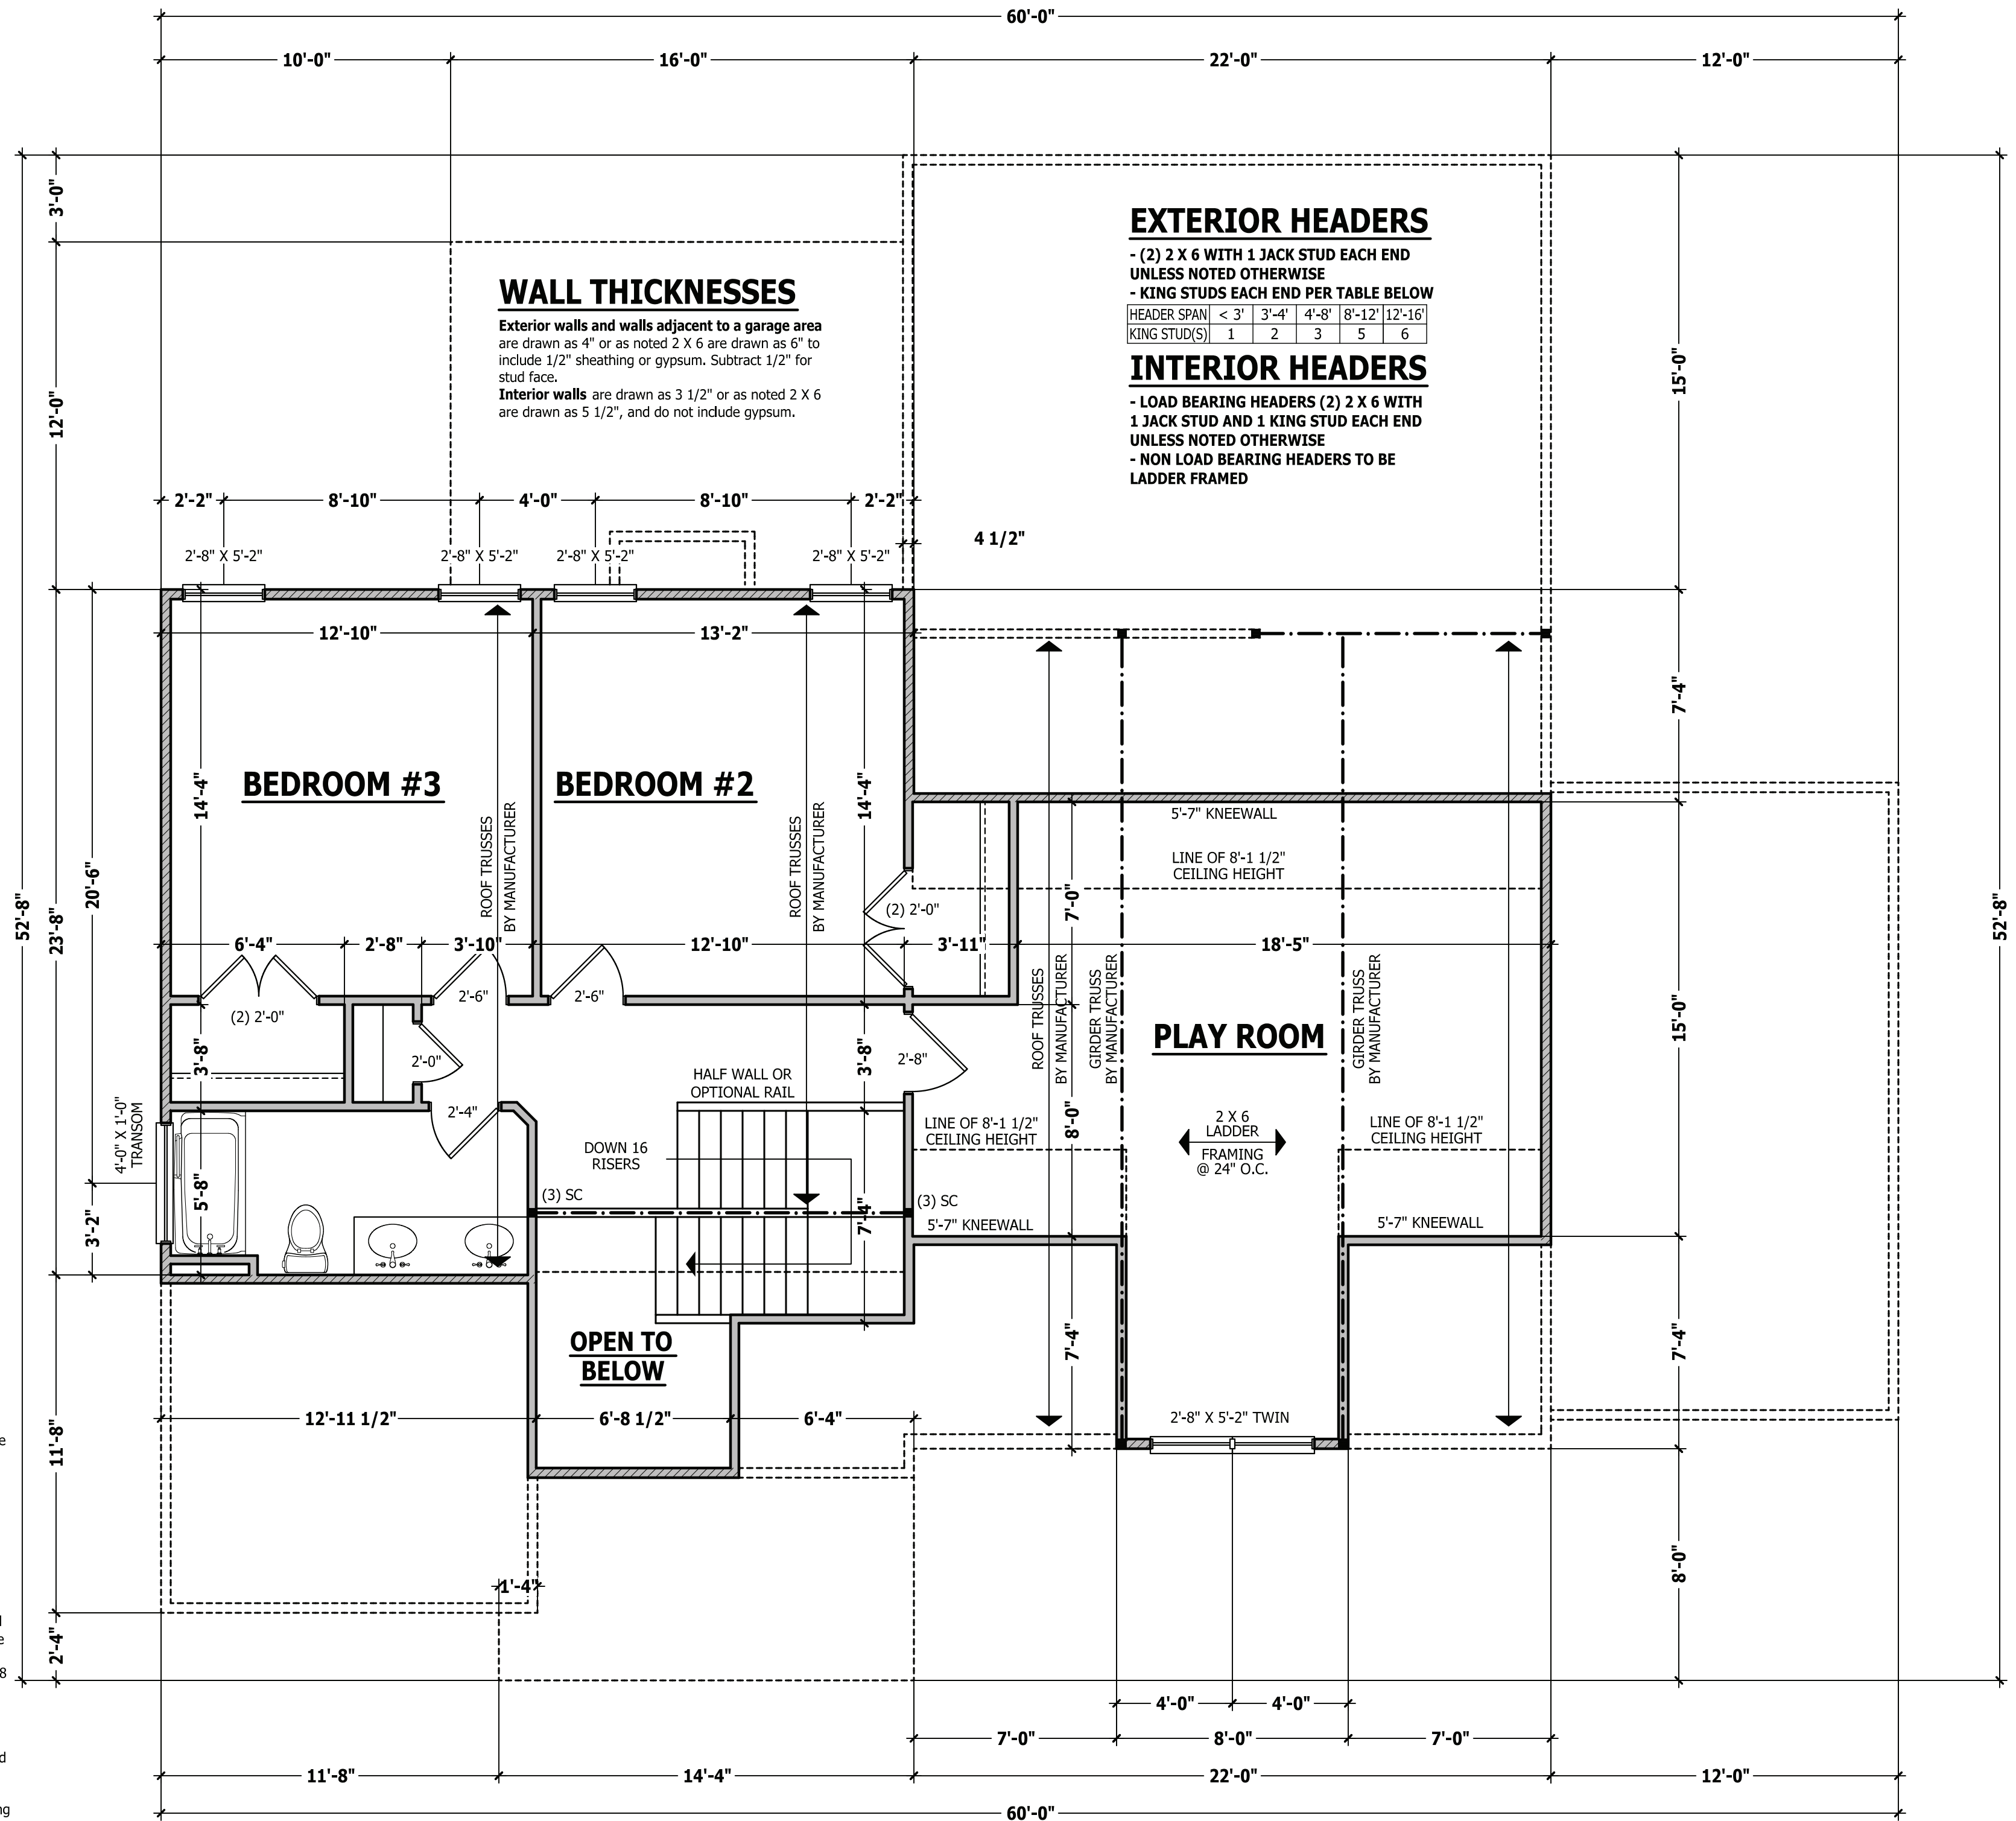 60'-0"
10'-0" 16'-0" 22'-0" 12'-0"
3'-0"
12'-0"
52'-8"
23'-8"
20'-6"
3'-2"
11'-8"
2'-4"
EXTERIOR HEADERS
- (2) 2 X 6 WITH 1 JACK STUD EACH END
UNLESS NOTED OTHERWISE
- KING STUDS EACH END PER TABLE BELOW
HEADER SPAN < 3' 3'-4' 4'-8' 8'-12' 12'-16'
KING STUD(S) 1 2 3 5 6
INTERIOR HEADERS
- LOAD BEARING HEADERS (2) 2 X 6 WITH
1 JACK STUD AND 1 KING STUD EACH END
UNLESS NOTED OTHERWISE
- NON LOAD BEARING HEADERS TO BE
LADDER FRAMED
WALL THICKNESSES
Exterior walls and walls adjacent to a garage area
are drawn as 4" or as noted 2 X 6 are drawn as 6" to
include 1/2" sheathing or gypsum. Subtract 1/2" for
stud face.
Interior walls are drawn as 3 1/2" or as noted 2 X 6
are drawn as 5 1/2", and do not include gypsum.
15'-0"
7'-4"
15'-0"
7'-4"
8'-0"
52'-8"
2'-2" 8'-10" 4'-0" 8'-10" 2'-2"
4 1/2"
2'-8" X 5'-2" 2'-8" X 5'-2" 2'-8" X 5'-2" 2'-8" X 5'-2"
12'-10" 13'-2"
BEDROOM #3
BEDROOM #2
14'-4"
14'-4"
ROOF TRUSSES
BY MANUFACTURER
ROOF TRUSSES
BY MANUFACTURER
5'-7" KNEEWALL
LINE OF 8'-1 1/2"
CEILING HEIGHT
(2) 2'-0"
7'-0"
6'-4" 2'-8" 3'-10" 12'-10" 3'-11" 18'-5"
2'-6" 2'-6"
(2) 2'-0"
3'-8"
2'-0"
3'-8"
2'-8"
ROOF TRUSSES
BY MANUFACTURER
GIRDER TRUSS
BY MANUFACTURER
PLAY ROOM
GIRDER TRUSS
BY MANUFACTURER
HALF WALL OR
OPTIONAL RAIL
4'-0" X 1'-0"
TRANSOM
2'-4"
8'-0"
LINE OF 8'-1 1/2"
CEILING HEIGHT
2 X 6
LADDER
FRAMING
@ 24" O.C.
LINE OF 8'-1 1/2"
CEILING HEIGHT
DOWN 16
RISERS
5'-8"
(3) SC
(3) SC
7'-4"
5'-7" KNEEWALL
5'-7" KNEEWALL
OPEN TO
BELOW
7'-4"
12'-11 1/2" 6'-8 1/2" 6'-4"
2'-8" X 5'-2" TWIN
e
1'-4"
e
8
d
ng
4'-0" 4'-0"
7'-0" 8'-0" 7'-0"
11'-8" 14'-4" 22'-0" 12'-0"
60'-0"